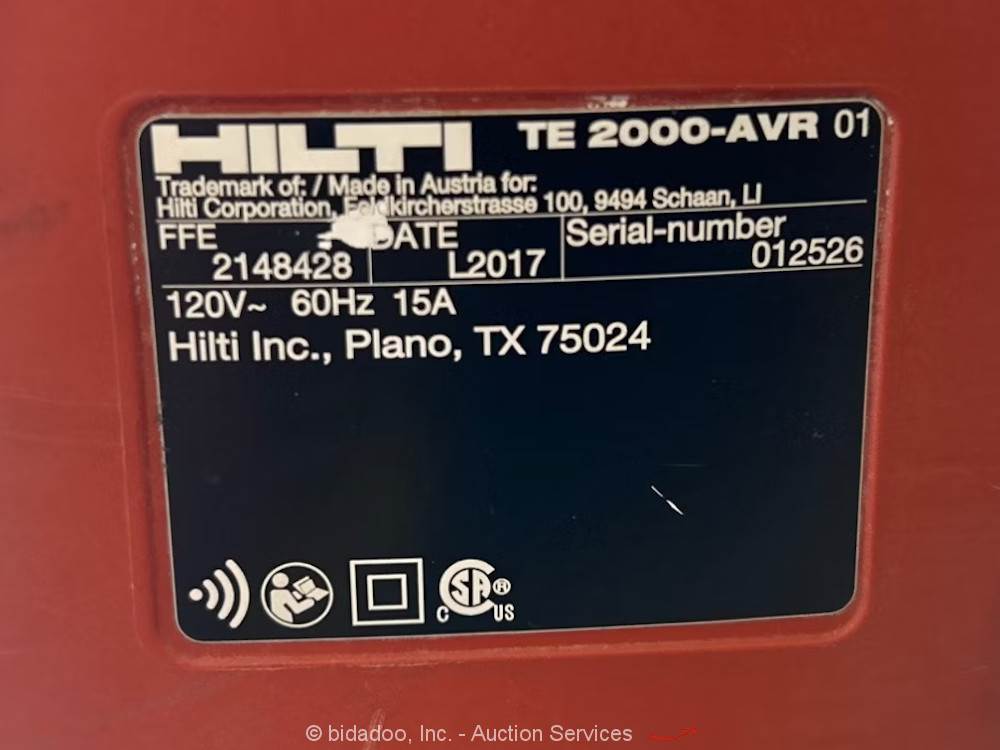 HILTI TE 2000-AVR 01
Trademark of: / Made in Austria for:
Hilti Corporation, Feldkircherstrasse 100, 9494 Schaan, LI
FFE DATE Serial-number
2148428 L2017 012526
120V~ 60Hz 15A
Hilti Inc., Plano, TX 75024
C SA ® US
© bidadoo, Inc. - Auction Services